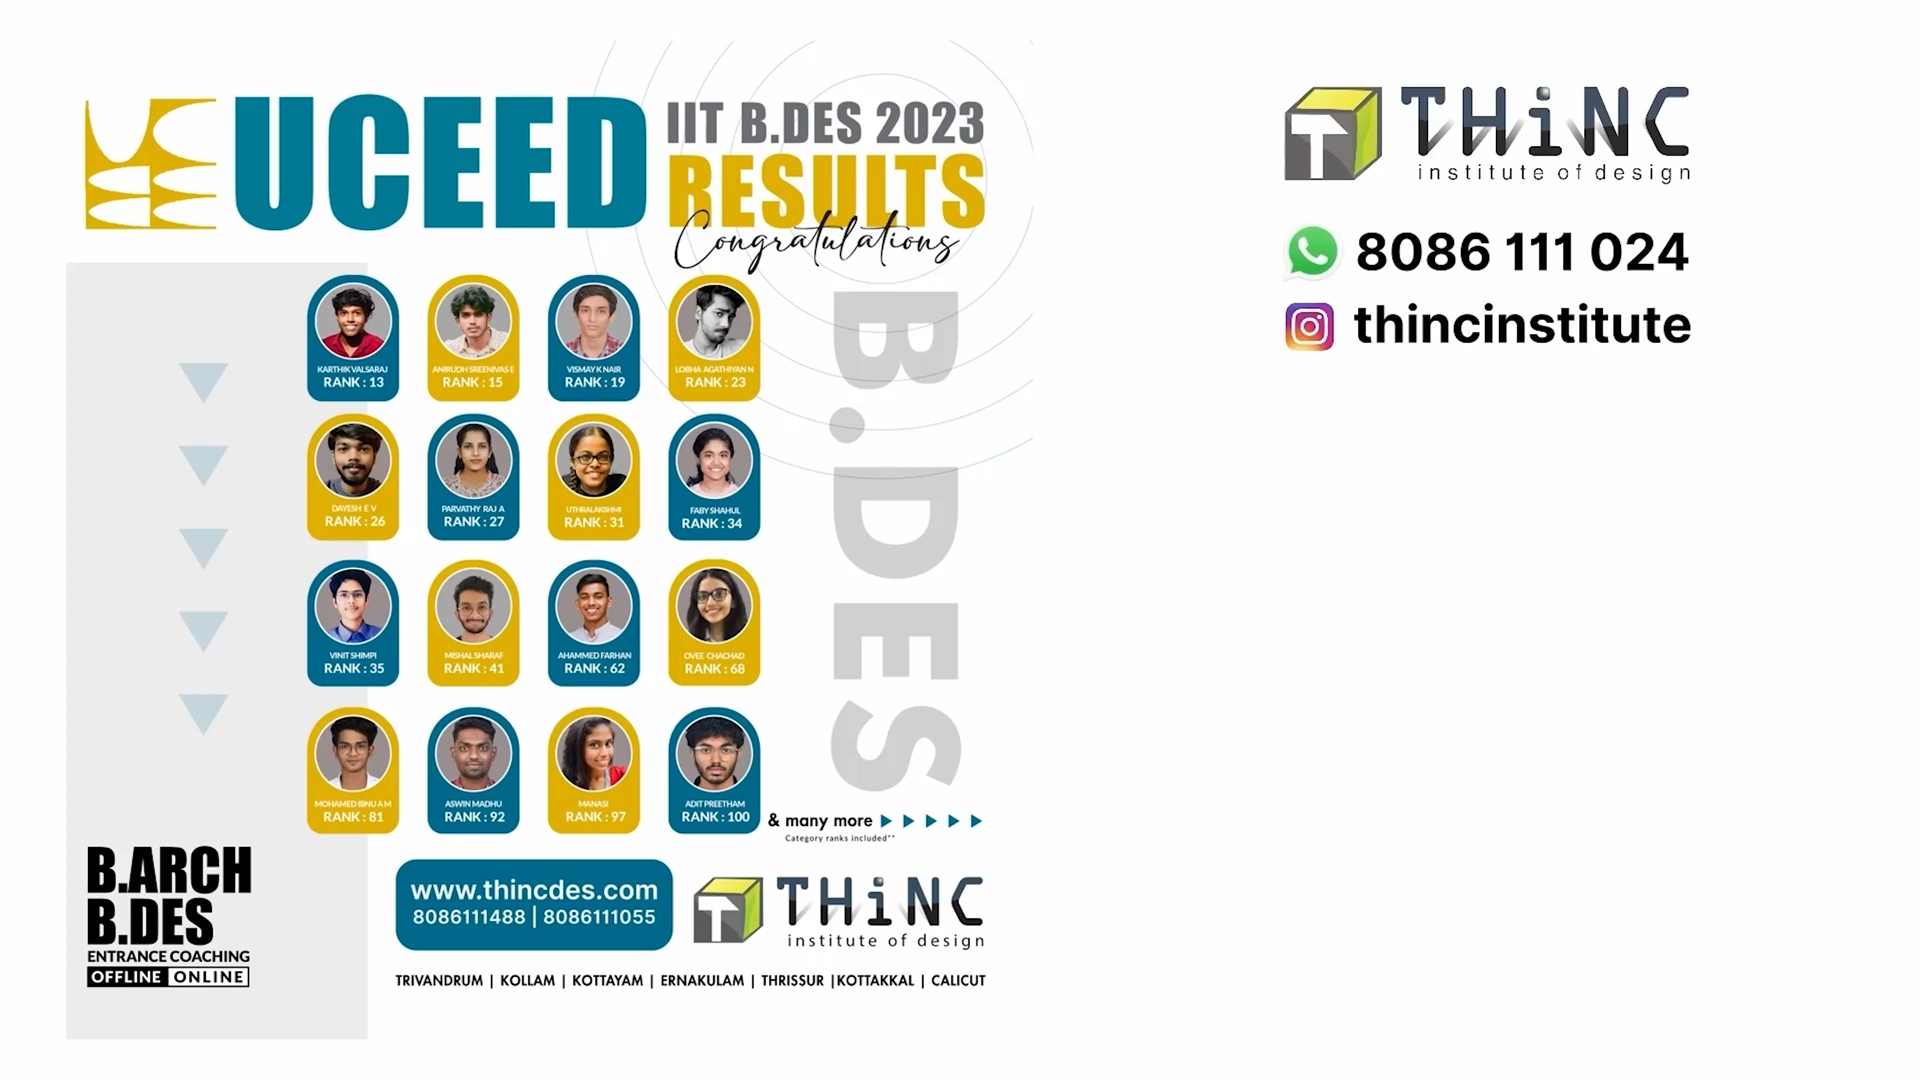 UCEED
IIT B.DES 2023
RESULTS
Congratulations
KARTHIK VALSARAJ
RANK : 13
ANIRUDH SREENIVAS E
RANK : 15
VISMAY K NAIR
RANK : 19
LOBHA AGATHIYAN N
RANK : 23
DAYESH E V
RANK : 26
PARVATHY RAJ A
RANK : 27
UTHRALAKSHMI
RANK : 31
FABY SHAHUL
RANK : 34
VINIT SHIMPI
RANK : 35
MISHAL SHARAF
RANK : 41
AHAMMED FARHAN
RANK : 62
OVEE CHACHAD
RANK : 68
MOHAMED IBNU A M
RANK : 81
ASWIN MADHU
RANK : 92
MANASI
RANK : 97
ADIT PREETHAM
RANK : 100
B.DES
& many more
Category ranks included**
B.ARCH
B.DES
ENTRANCE COACHING
OFFLINE ONLINE
www.thincdes.com
8086111488 | 8086111055
T THiNC
institute of design
TRIVANDRUM | KOLLAM | KOTTAYAM | ERNAKULAM | THRISSUR |KOTTAKKAL | CALICUT
T THiNC
institute of design
8086 111 024
thincinstitute